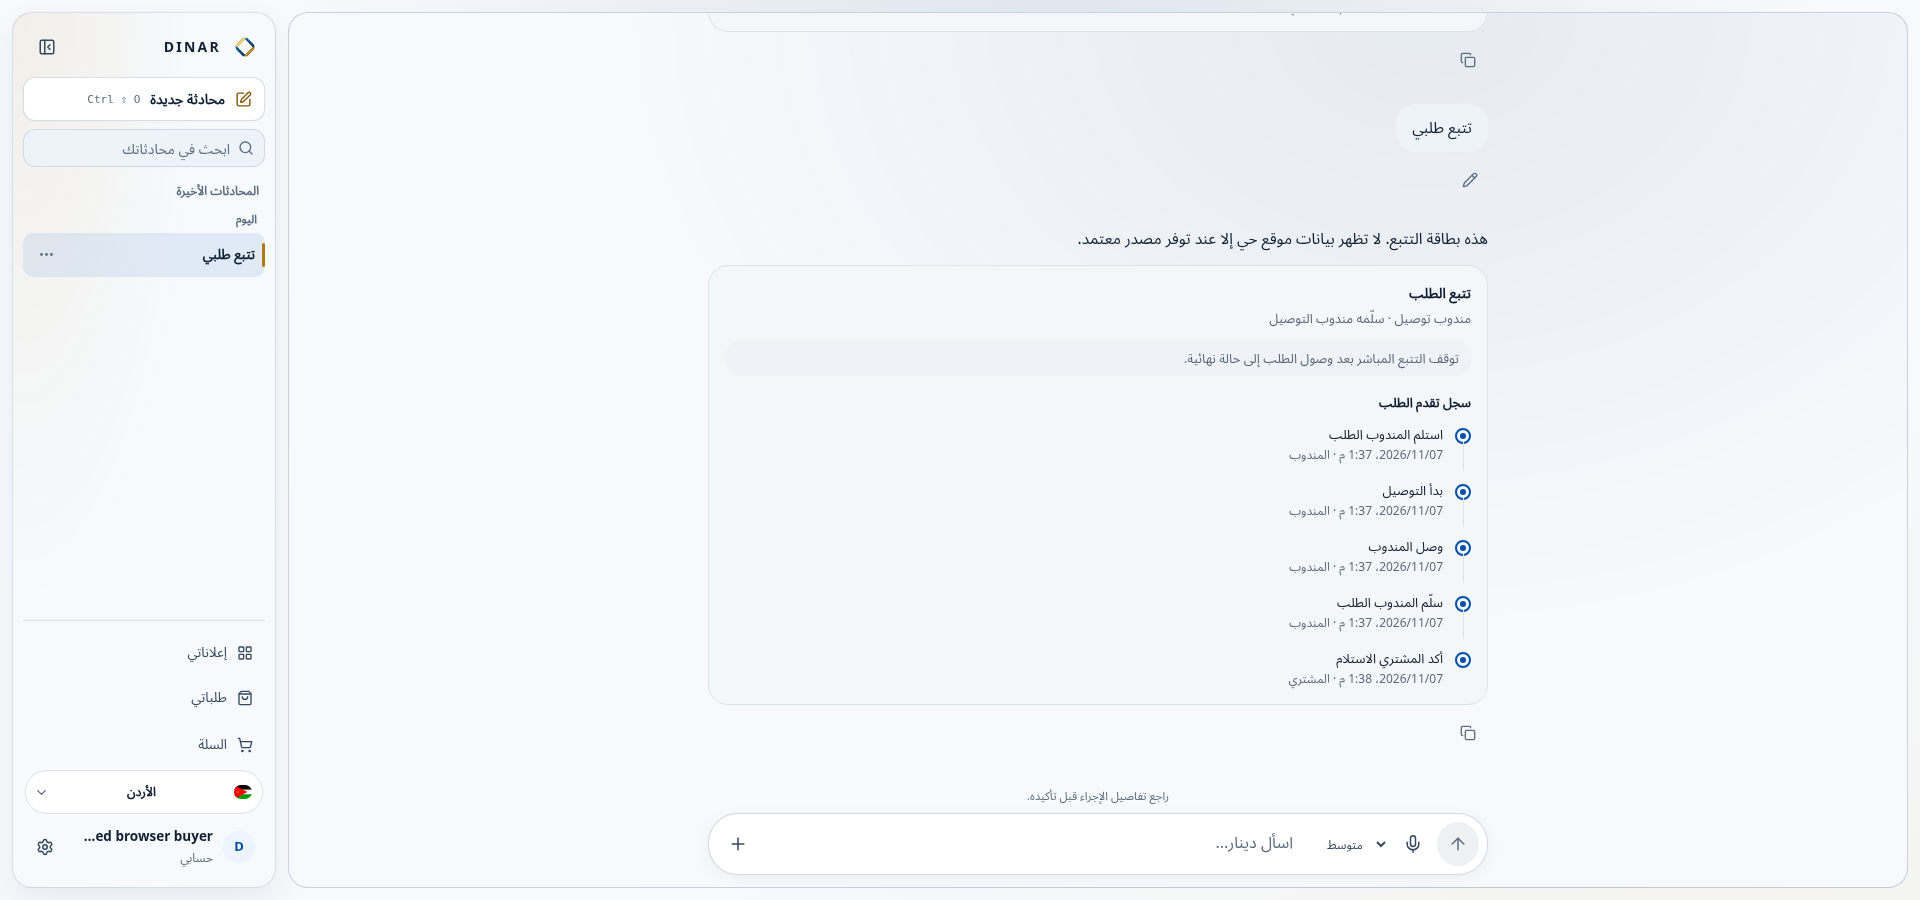 DINAR
محادثة جديدة Ctrl ⇧ O
ابحث في محادثاتك
المحادثات الأخيرة
اليوم
تتبع طلبي
إعلاناتي
طلباتي
السلة
الأردن
D
...ed browser buyer
حسابي
تتبع طلبي
هذه بطاقة التتبع. لا تظهر بيانات موقع حي إلا عند توفر مصدر معتمد.
تتبع الطلب
مندوب توصيل · سلّمه مندوب التوصيل
توقف التتبع المباشر بعد وصول الطلب إلى حالة نهائية.
سجل تقدم الطلب
استلم المندوب الطلب
2026/11/07، 1:37 م · المندوب
بدأ التوصيل
2026/11/07، 1:37 م · المندوب
وصل المندوب
2026/11/07، 1:37 م · المندوب
سلّم المندوب الطلب
2026/11/07، 1:37 م · المندوب
أكد المشتري الاستلام
2026/11/07، 1:38 م · المشتري
راجع تفاصيل الإجراء قبل تأكيده.
متوسط
اسأل دينار...